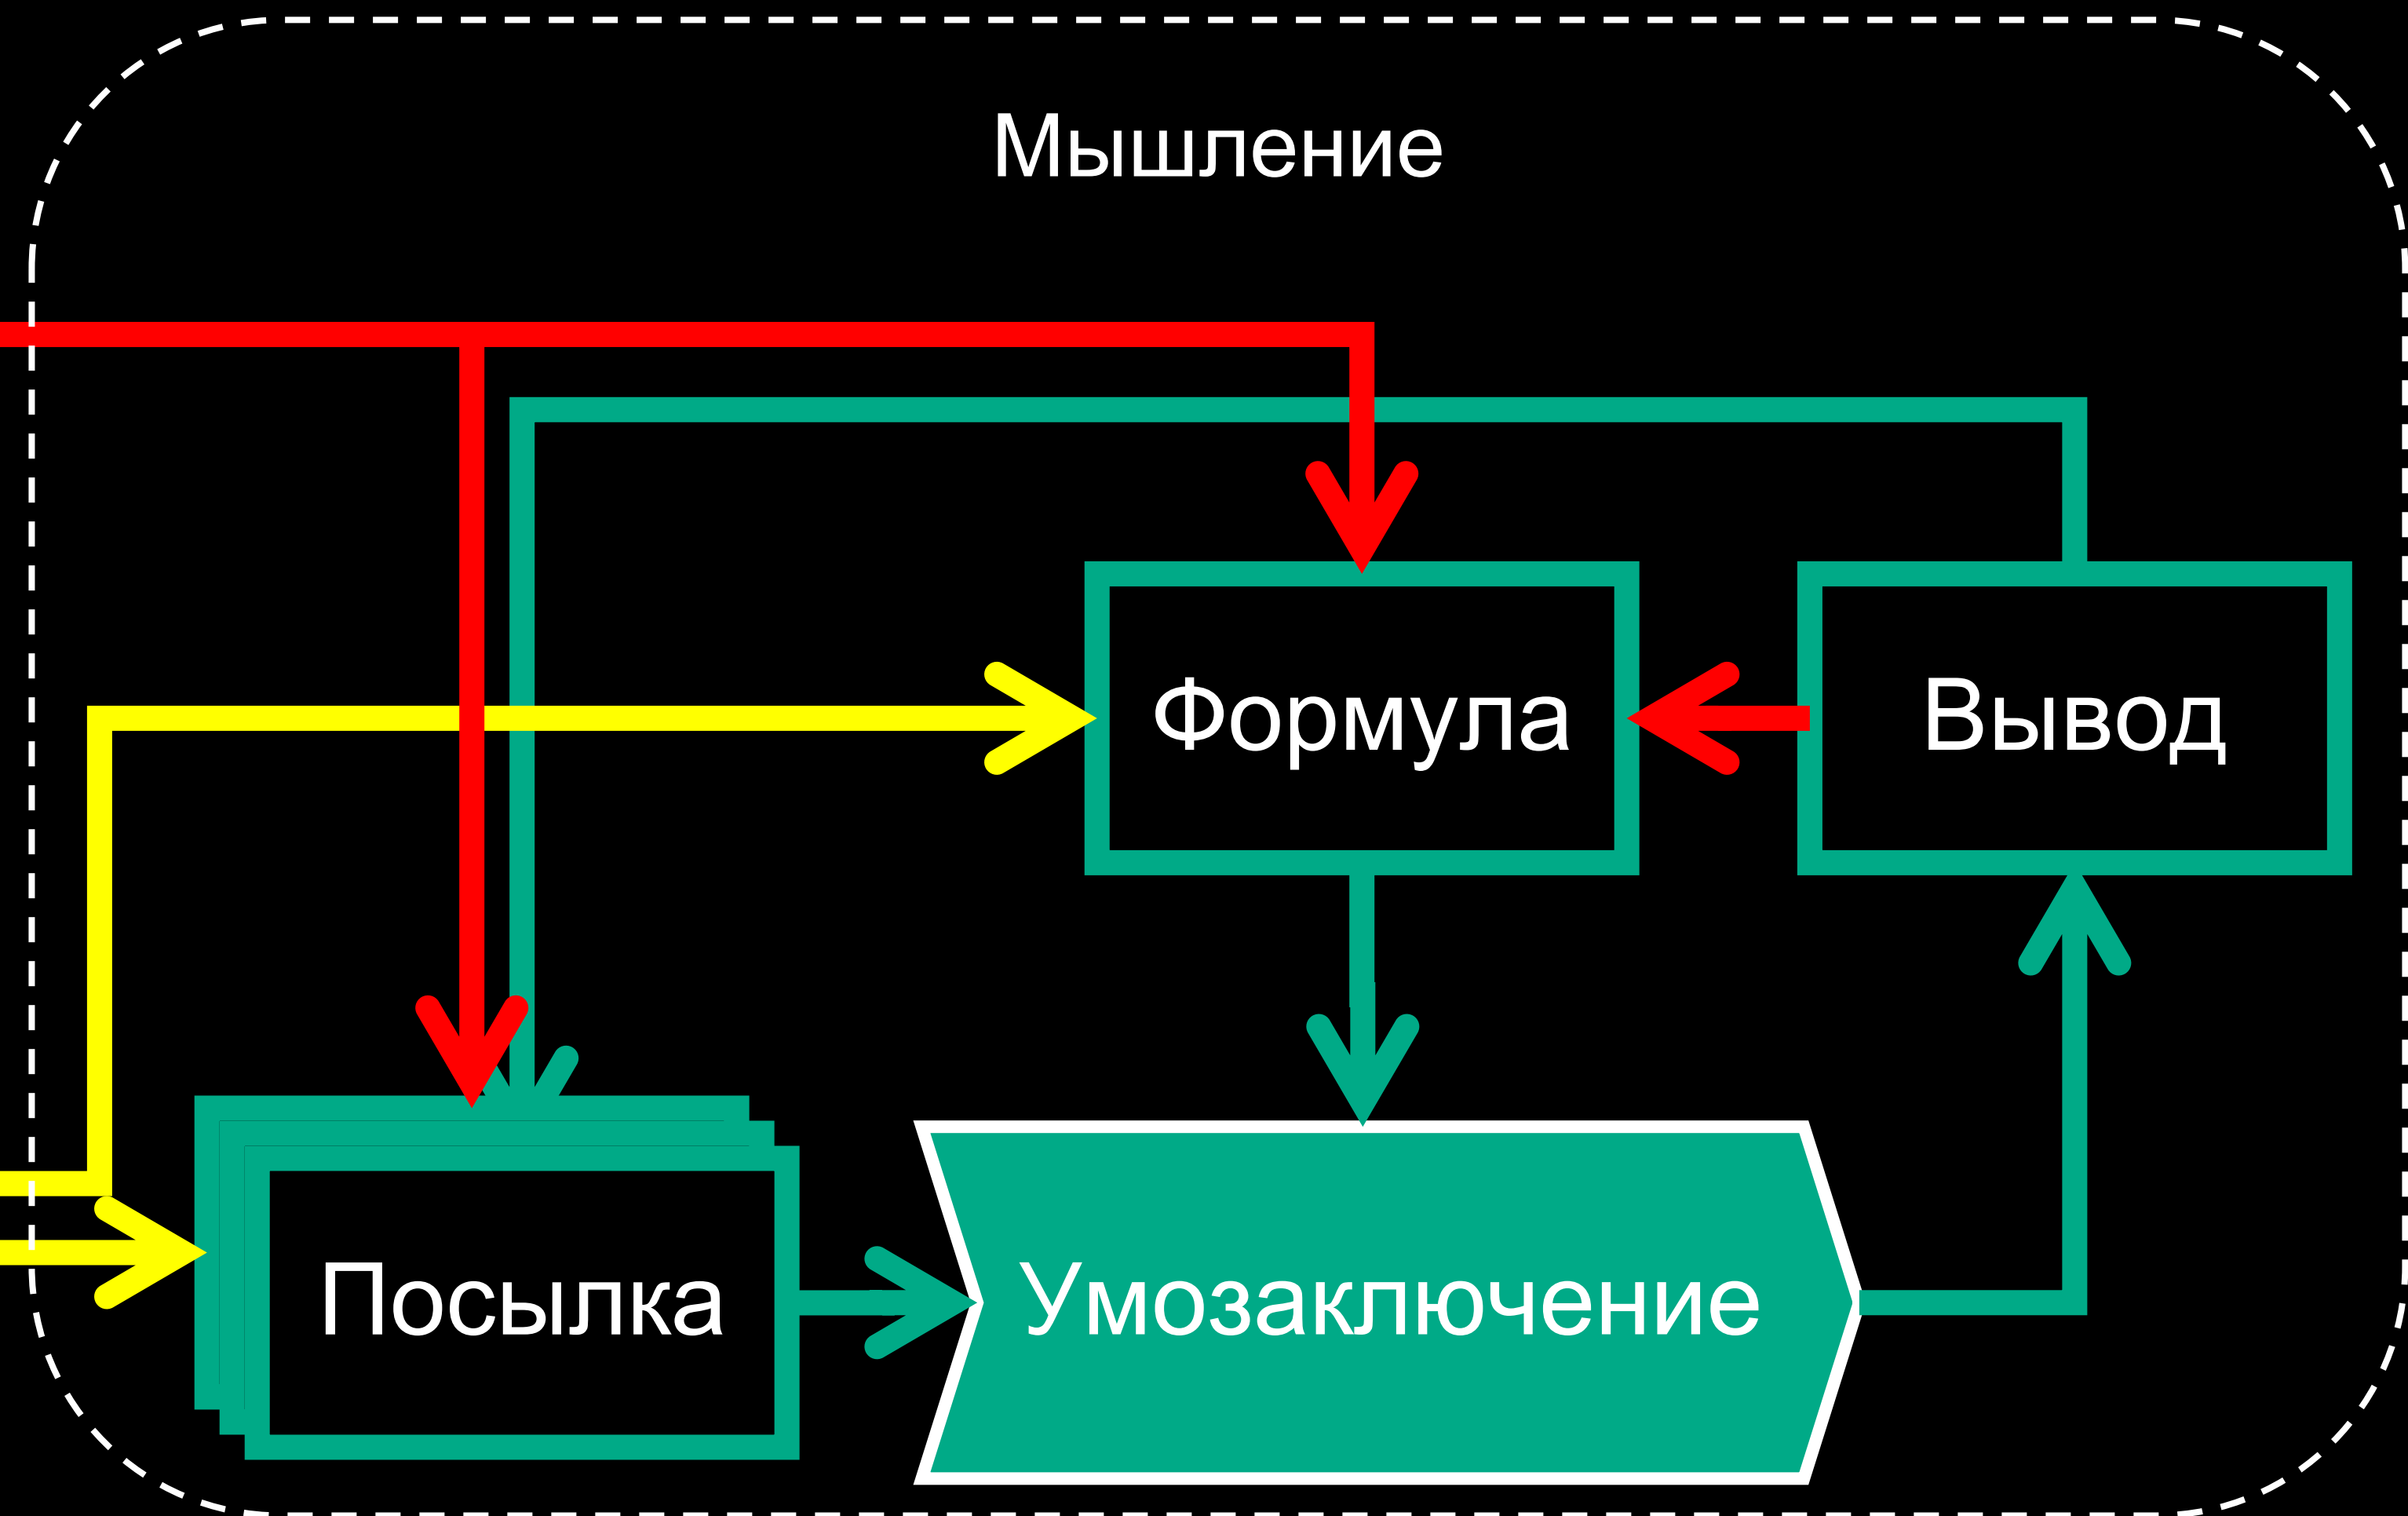 Мышление
Формула
Вывод
Посылка
Умозаключение